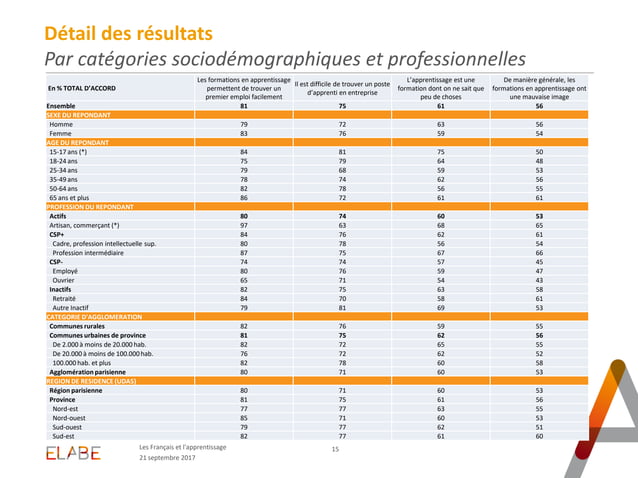 Détail des résultats
Par catégories sociodémographiques et professionnelles
En % TOTAL D'ACCORD Les formations en apprentissage permettent de trouver un premier emploi facilement Il est difficile de trouver un poste d'apprenti en entreprise L'apprentissage est une formation dont on ne sait que peu de choses De manière générale, les formations en apprentissage ont une mauvaise image
Ensemble 81 75 61 56
SEXE DU REPONDANT
Homme 79 72 63 56
Femme 83 76 59 54
AGE DU REPONDANT
15-17 ans (*) 84 81 75 50
18-24 ans 75 79 64 48
25-34 ans 79 68 59 53
35-49 ans 78 74 62 56
50-64 ans 82 78 56 55
65 ans et plus 86 72 61 61
PROFESSION DU REPONDANT
Actifs 80 74 60 53
Artisan, commerçant (*) 97 63 68 65
CSP+ 84 76 62 61
Cadre, profession intellectuelle sup. 80 78 56 54
Profession intermédiaire 87 75 67 66
CSP- 74 74 57 45
Employé 80 76 59 47
Ouvrier 65 71 54 43
Inactifs 82 75 63 58
Retraité 84 70 58 61
Autre Inactif 79 81 69 53
CATEGORIE D'AGGLOMERATION
Communes rurales 82 76 59 55
Communes urbaines de province 81 75 62 56
De 2.000 à moins de 20.000 hab. 82 72 65 55
De 20.000 à moins de 100.000 hab. 76 72 62 52
100.000 hab. et plus 82 78 60 58
Agglomération parisienne 80 71 60 53
REGION DE RESIDENCE (UDA5)
Région parisienne 80 71 60 53
Province 81 75 61 56
Nord-est 77 77 63 55
Nord-ouest 85 71 60 53
Sud-ouest 79 77 62 51
Sud-est 82 77 61 60
ELABE
Les Français et l'apprentissage
21 septembre 2017
15